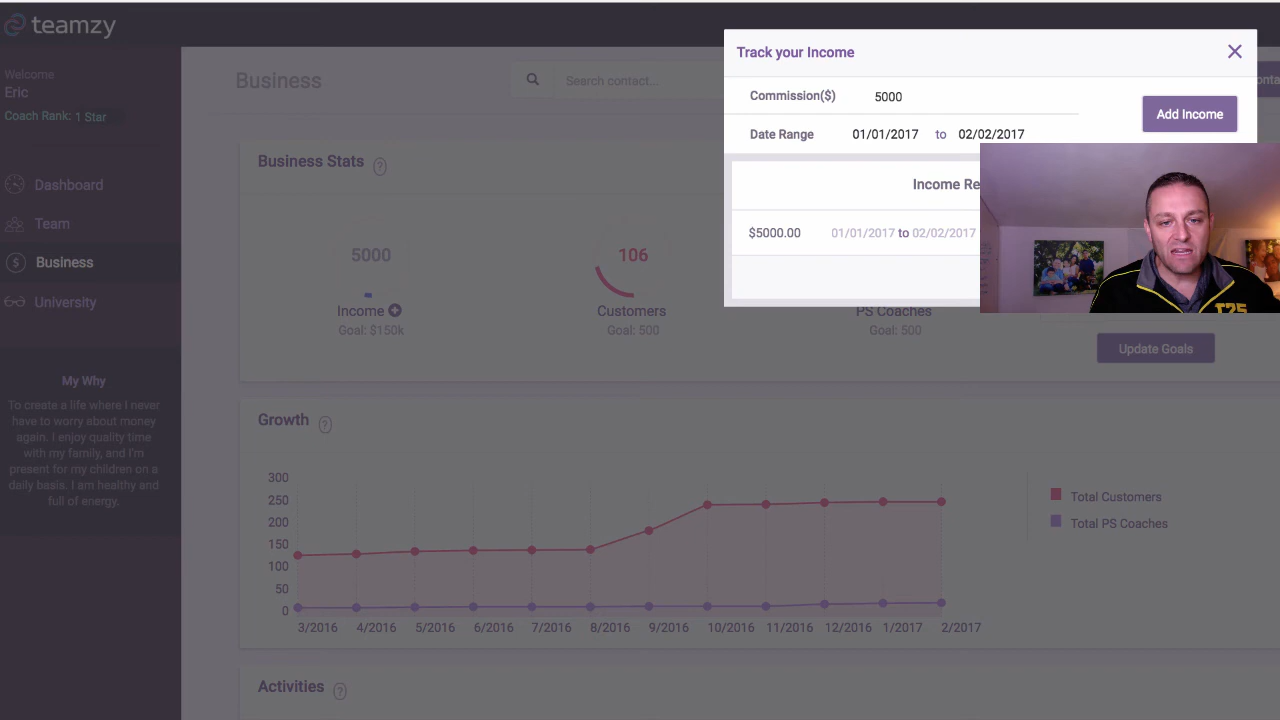 teamzy
Welcome
Eric
Coach Rank: 1 Star
Dashboard
Team
Business
University
My Why
To create a life where I never
have to worry about money
again. I enjoy quality time
with my family, and I'm
present for my children on a
daily basis. I am healthy and
full of energy.
Business
Search contact...
Track your Income
Commission($) 5000
Add Income
Date Range 01/01/2017 to 02/02/2017
Income Re
$5000.00 01/01/2017 to 02/02/2017
Business Stats ?
5000
Income
Goal: $150k
106
Customers
Goal: 500
PS Coaches
Goal: 500
Update Goals
Growth ?
300
250
200
150
100
50
0
3/2016 4/2016 5/2016 6/2016 7/2016 8/2016 9/2016 10/2016 11/2016 12/2016 1/2017 2/2017
Total Customers
Total PS Coaches
Activities ?
T25